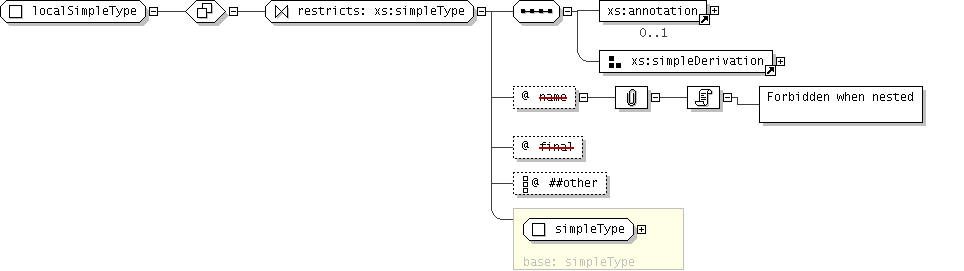 localSimpleType
restricts: xs:simpleType
xs:annotation
0..1
xs:simpleDerivation
@ name
Forbidden when nested
@ final
@ ##other
simpleType
base: simpleType